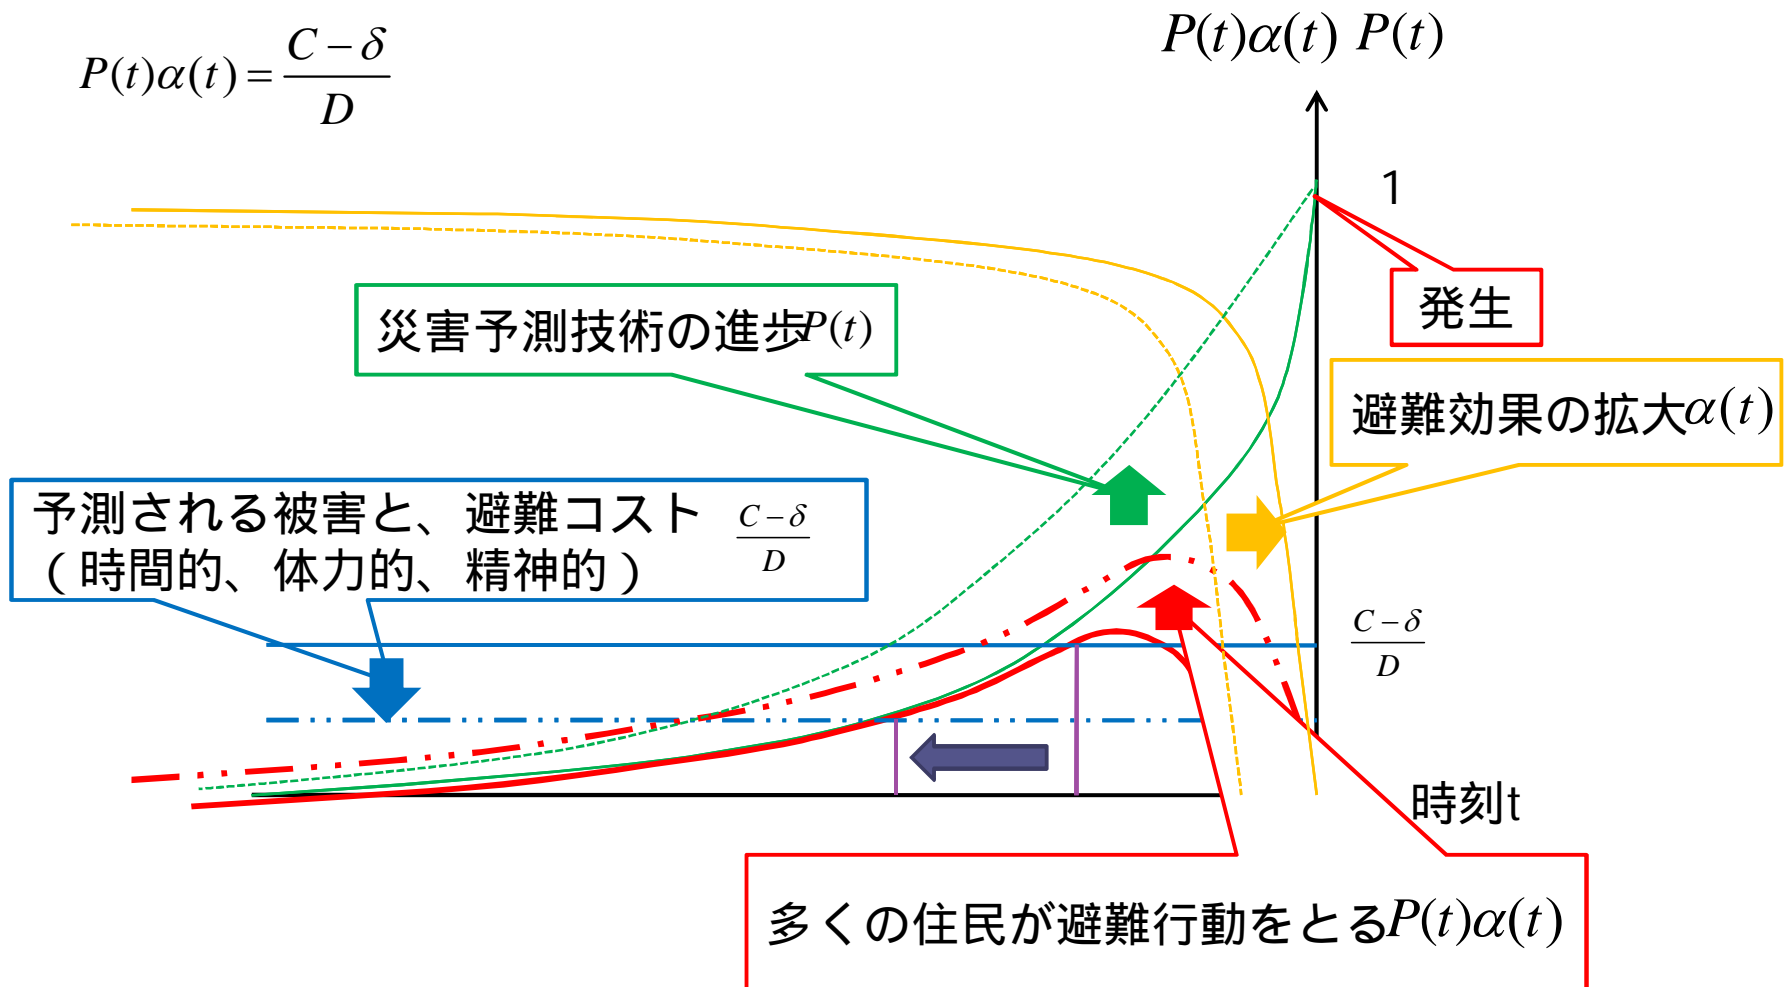 P(t)α(t) = \frac{C-δ}{D}
P(t)α(t) P(t)
1
発生
災害予測技術の進歩P(t)
避難効果の拡大α(t)
予測される被害と、避難コスト
（時間的、体力的、精神的）
\frac{C-δ}{D}
\frac{C-δ}{D}
時刻t
多くの住民が避難行動をとるP(t)α(t)